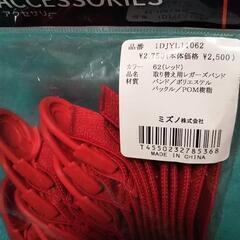 ACCESSORIES
アクセサリー
品番 1DJYL11062
¥2,750(本体価格 ¥2,500)
カラー 62(レッド)
品名 取り替え用レガーズバンド
材質 バンド/ポリエステル
バックル/POM樹脂
ミズノ株式会社
MADE IN CHINA
T4550232785368